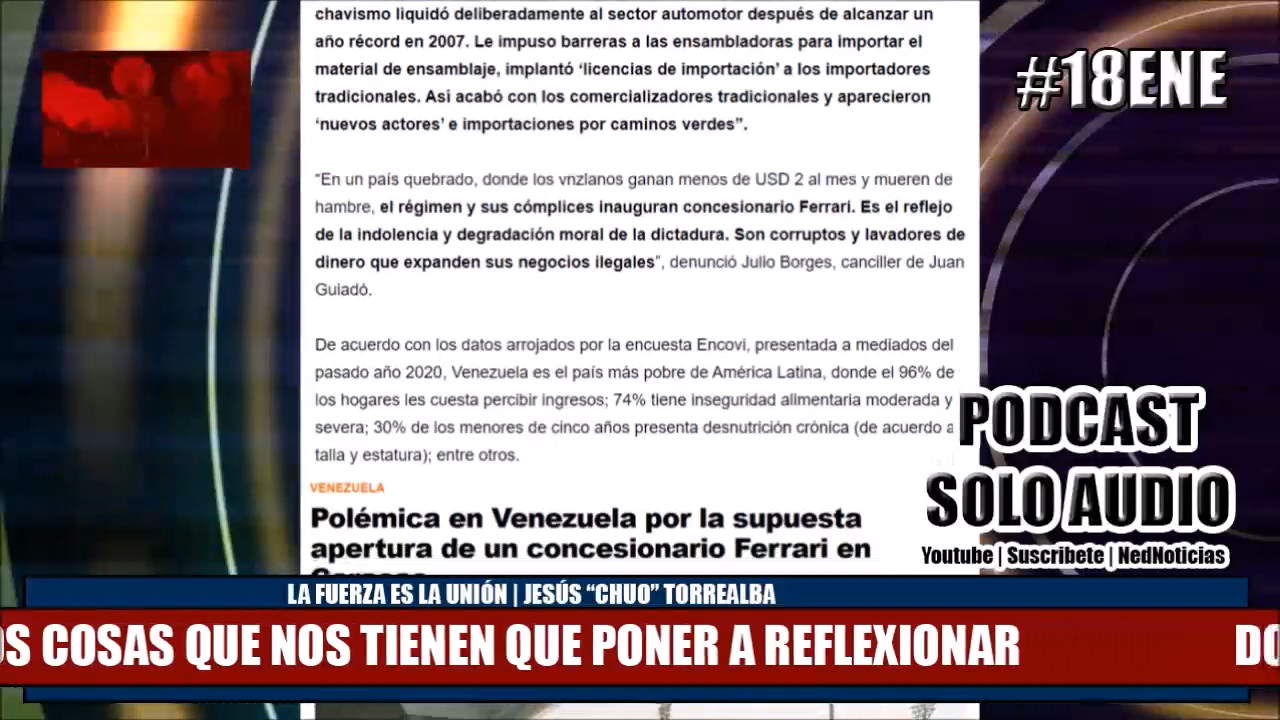 chavismo liquidó deliberadamente al sector automotor después de alcanzar un
año récord en 2007. Le impuso barreras a las ensambladoras para importar el
material de ensamblaje, implantó ‘licencias de importación’ a los importadores
tradicionales. Así acabó con los comercializadores tradicionales y aparecieron
‘nuevos actores’ e importaciones por caminos verdes”.
“En un país quebrado, donde los vnzlanos ganan menos de USD 2 al mes y mueren de
hambre, el régimen y sus cómplices inauguran concesionario Ferrari. Es el reflejo
de la indolencia y degradación moral de la dictadura. Son corruptos y lavadores de
dinero que expanden sus negocios ilegales”, denunció Julio Borges, canciller de Juan
Guiadó.
De acuerdo con los datos arrojados por la encuesta Encovi, presentada a mediados del
pasado año 2020, Venezuela es el país más pobre de América Latina, donde el 96% de
los hogares les cuesta percibir ingresos; 74% tiene inseguridad alimentaria moderada y
severa; 30% de los menores de cinco años presenta desnutrición crónica (de acuerdo a
talla y estatura); entre otros.
VENEZUELA
Polémica en Venezuela por la supuesta
apertura de un concesionario Ferrari en
#18ENE
PODCAST
SOLO AUDIO
Youtube | Suscribete | NedNoticias
LA FUERZA ES LA UNIÓN | JESÚS “CHUO” TORREALBA
OS COSAS QUE NOS TIENEN QUE PONER A REFLEXIONAR DO